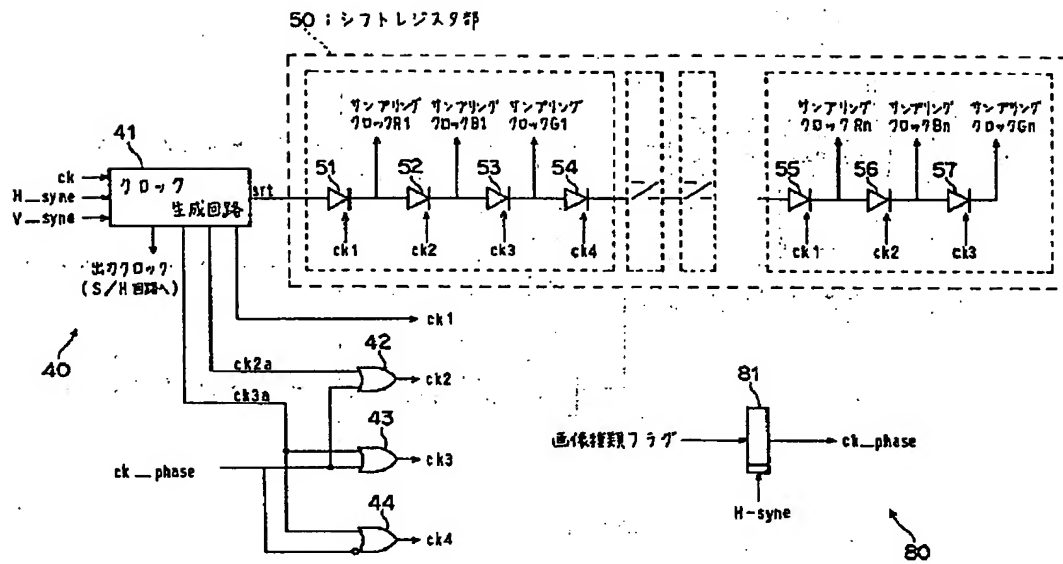 50;シフトレジスタ部
サンプリング
クロックR1
サンプリング
クロックB1
サンプリング
クロックG1
サンプリング
クロックRn
サンプリング
クロックBn
サンプリング
クロックGn
41
ck
H_syne
V_syne
クロック
生成回路
srt
51
52
53
54
55
56
57
ck1
ck2
ck3
ck4
ck1
ck2
ck3
出力クロック
(S/H回路へ)
ck1
40
ck2a
42
ck2
ck3a
43
ck3
ck_phase
44
ck4
81
画像種類フラグ
ck_phase
H-syne
80